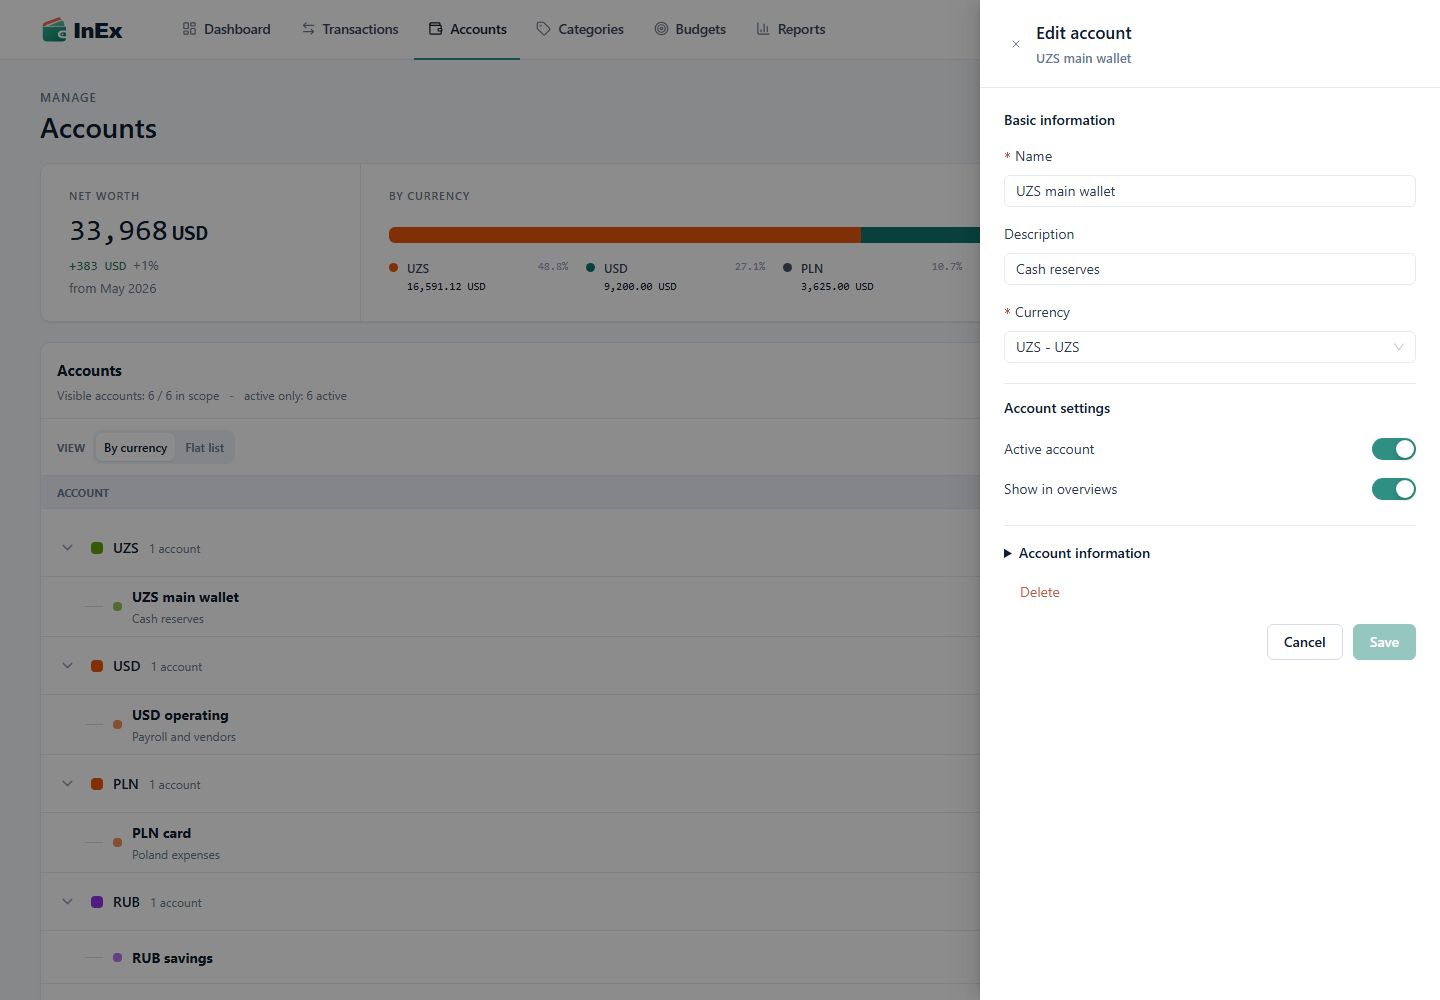 InEx
Dashboard
Transactions
Accounts
Categories
Budgets
Reports
MANAGE
Accounts
NET WORTH
33,968 USD
+383 USD +1%
from May 2026
BY CURRENCY
UZS 48.8%
16,591.12 USD
USD 27.1%
9,200.00 USD
PLN 10.7%
3,625.00 USD
Accounts
Visible accounts: 6 / 6 in scope - active only: 6 active
VIEW By currency Flat list
ACCOUNT
UZS 1 account
UZS main wallet
Cash reserves
USD 1 account
USD operating
Payroll and vendors
PLN 1 account
PLN card
Poland expenses
RUB 1 account
RUB savings
Edit account
UZS main wallet
Basic information
* Name
UZS main wallet
Description
Cash reserves
* Currency
UZS - UZS
Account settings
Active account
Show in overviews
Account information
Delete
Cancel Save